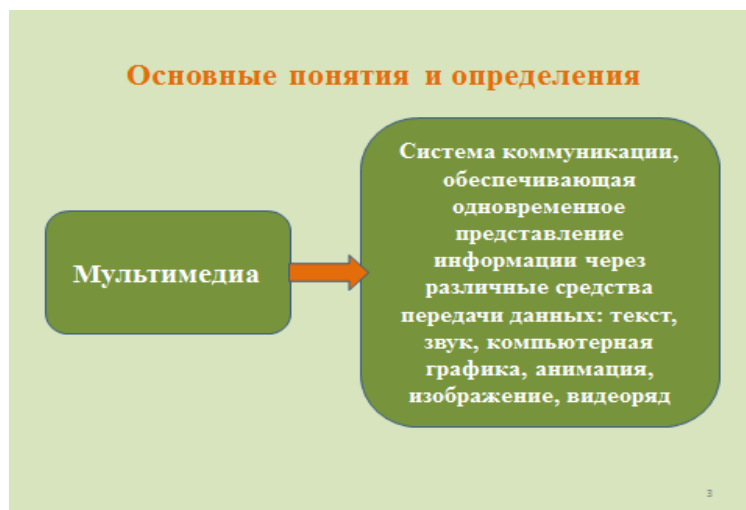 Основные понятия и определения
Мультимедиа
Система коммуникации,
обеспечивающая
одновременное
представление
информации через
различные средства
передачи данных: текст,
звук, компьютерная
графика, анимация,
изображение, видеоряд
3